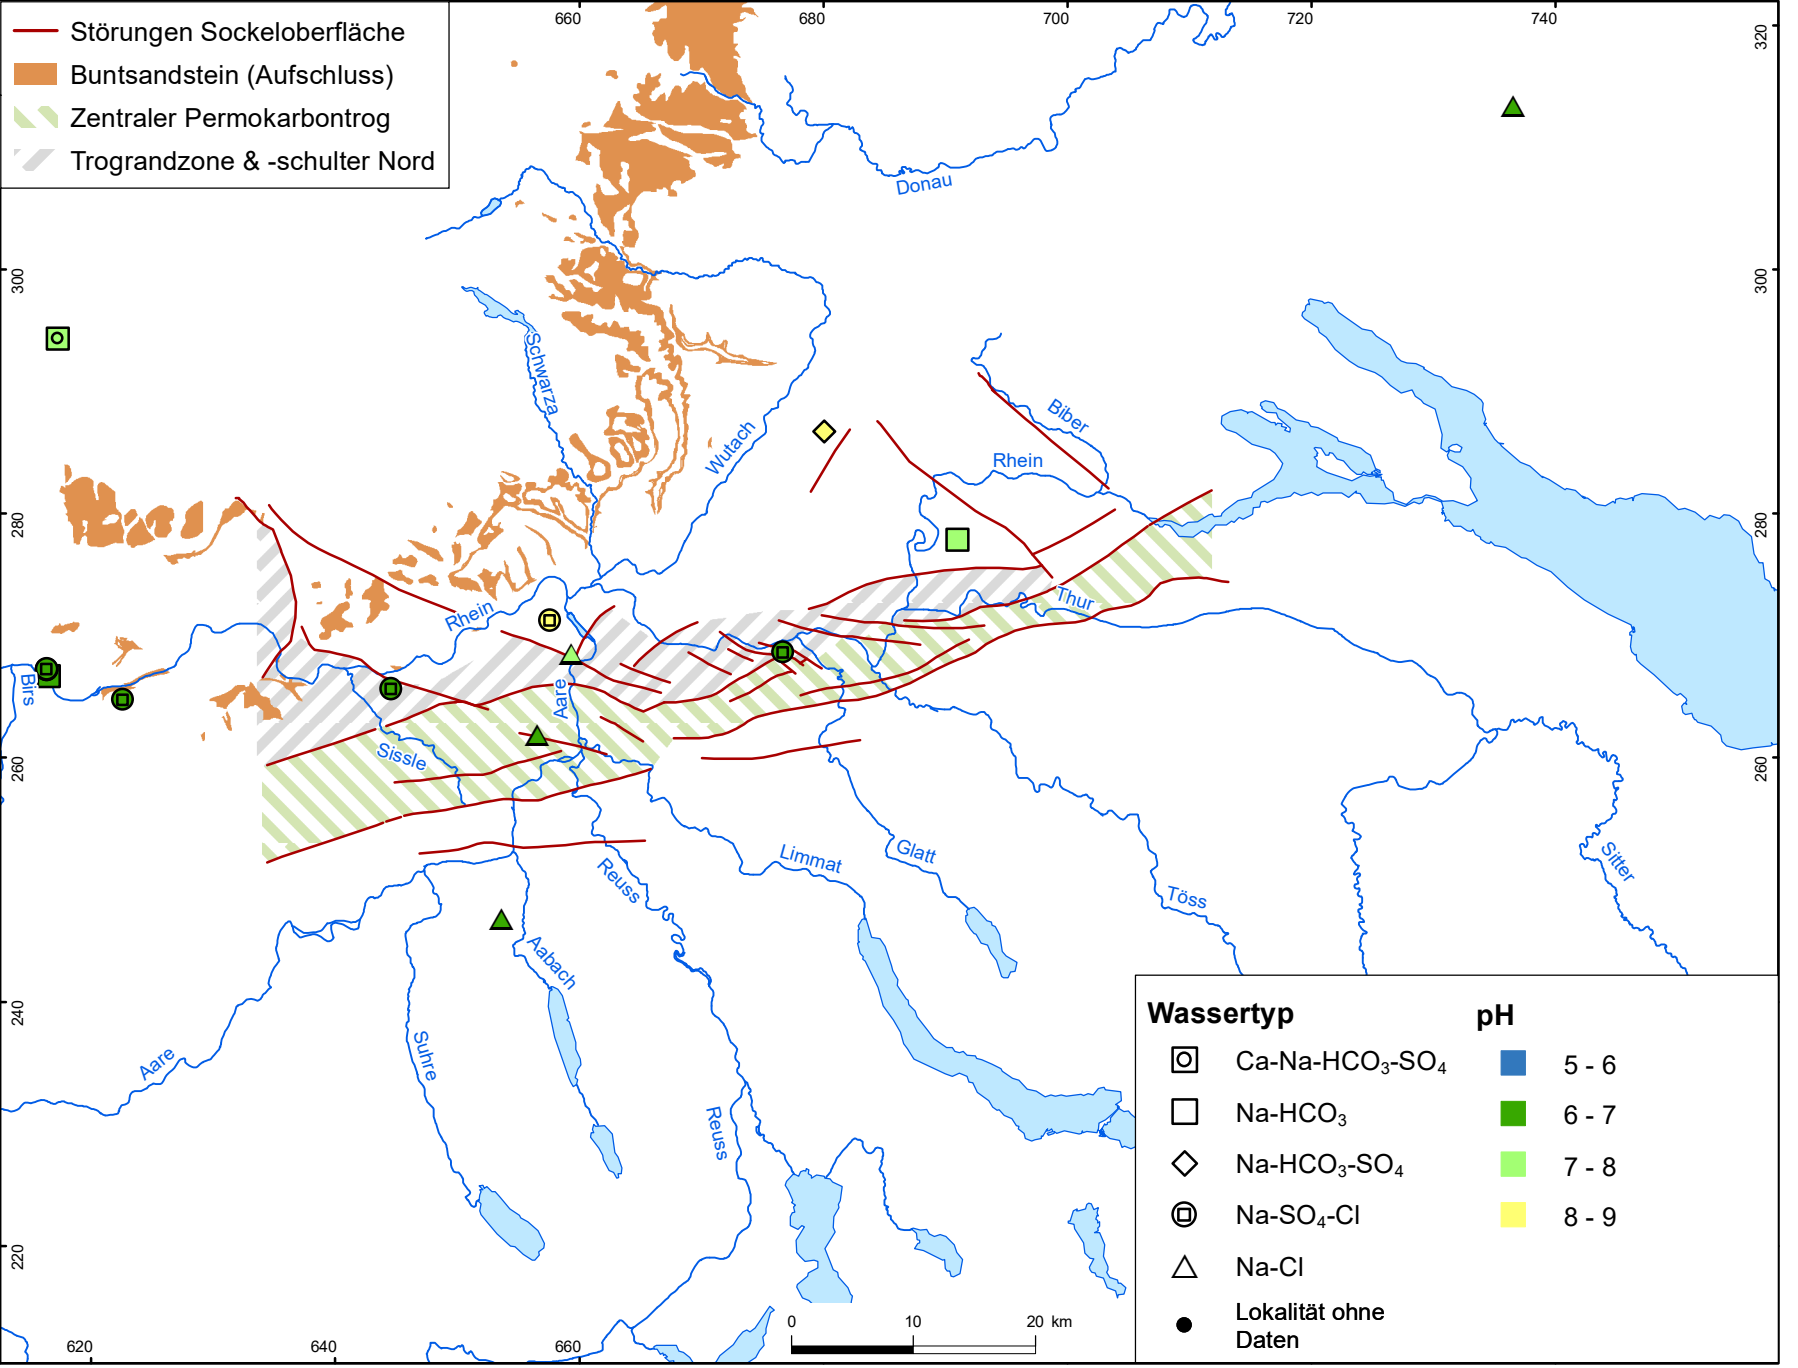 660
680
700
720
740
320
Störungen Sockeloberfläche
Buntsandstein (Aufschluss)
Zentraler Permokarbontrog
Trograndzone & -schulter Nord
Donau
300
300
Schwarza
Wutach
Biber
Rhein
280
280
Rhein
Thur
Birs
Aare
Sissle
260
260
Limmat
Glatt
Reuss
Töss
Sitter
Aabach
240
Aare
Suhre
Reuss
220
Wassertyp
pH
Ca-Na-HCO₃-SO₄
5 - 6
Na-HCO₃
6 - 7
Na-HCO₃-SO₄
7 - 8
Na-SO₄-Cl
8 - 9
Na-Cl
Lokalität ohne
Daten
0 10 20 km
620
640
660